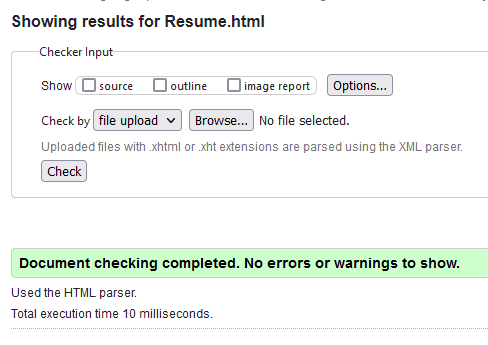 Showing results for Resume.html
Checker Input
Show source outline image report Options...
Check by file upload Browse... No file selected.
Uploaded files with .xhtml or .xht extensions are parsed using the XML parser.
Check
Document checking completed. No errors or warnings to show.
Used the HTML parser.
Total execution time 10 milliseconds.